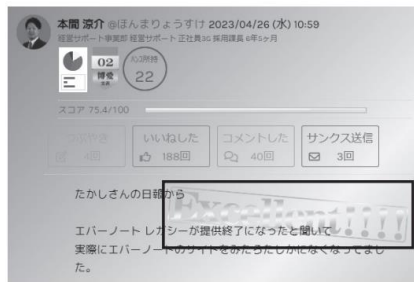 本間 涼介 @ほんまりょうすけ 2023/04/26 (水) 10:59
経営サポート事業部 経営サポート 正社員3G 採用課長 6年5ヶ月
02
博愛
22
スコア 75.4/100
つぶやき いいねした コメントした サンクス送信
188回 40回 3回
たかしさんの日報から
Excellent!!!!
エバーノート レガシーが提供終了になったと聞いて
実際にエバーノートのサイトをみたらたしかになくなってまし
た。